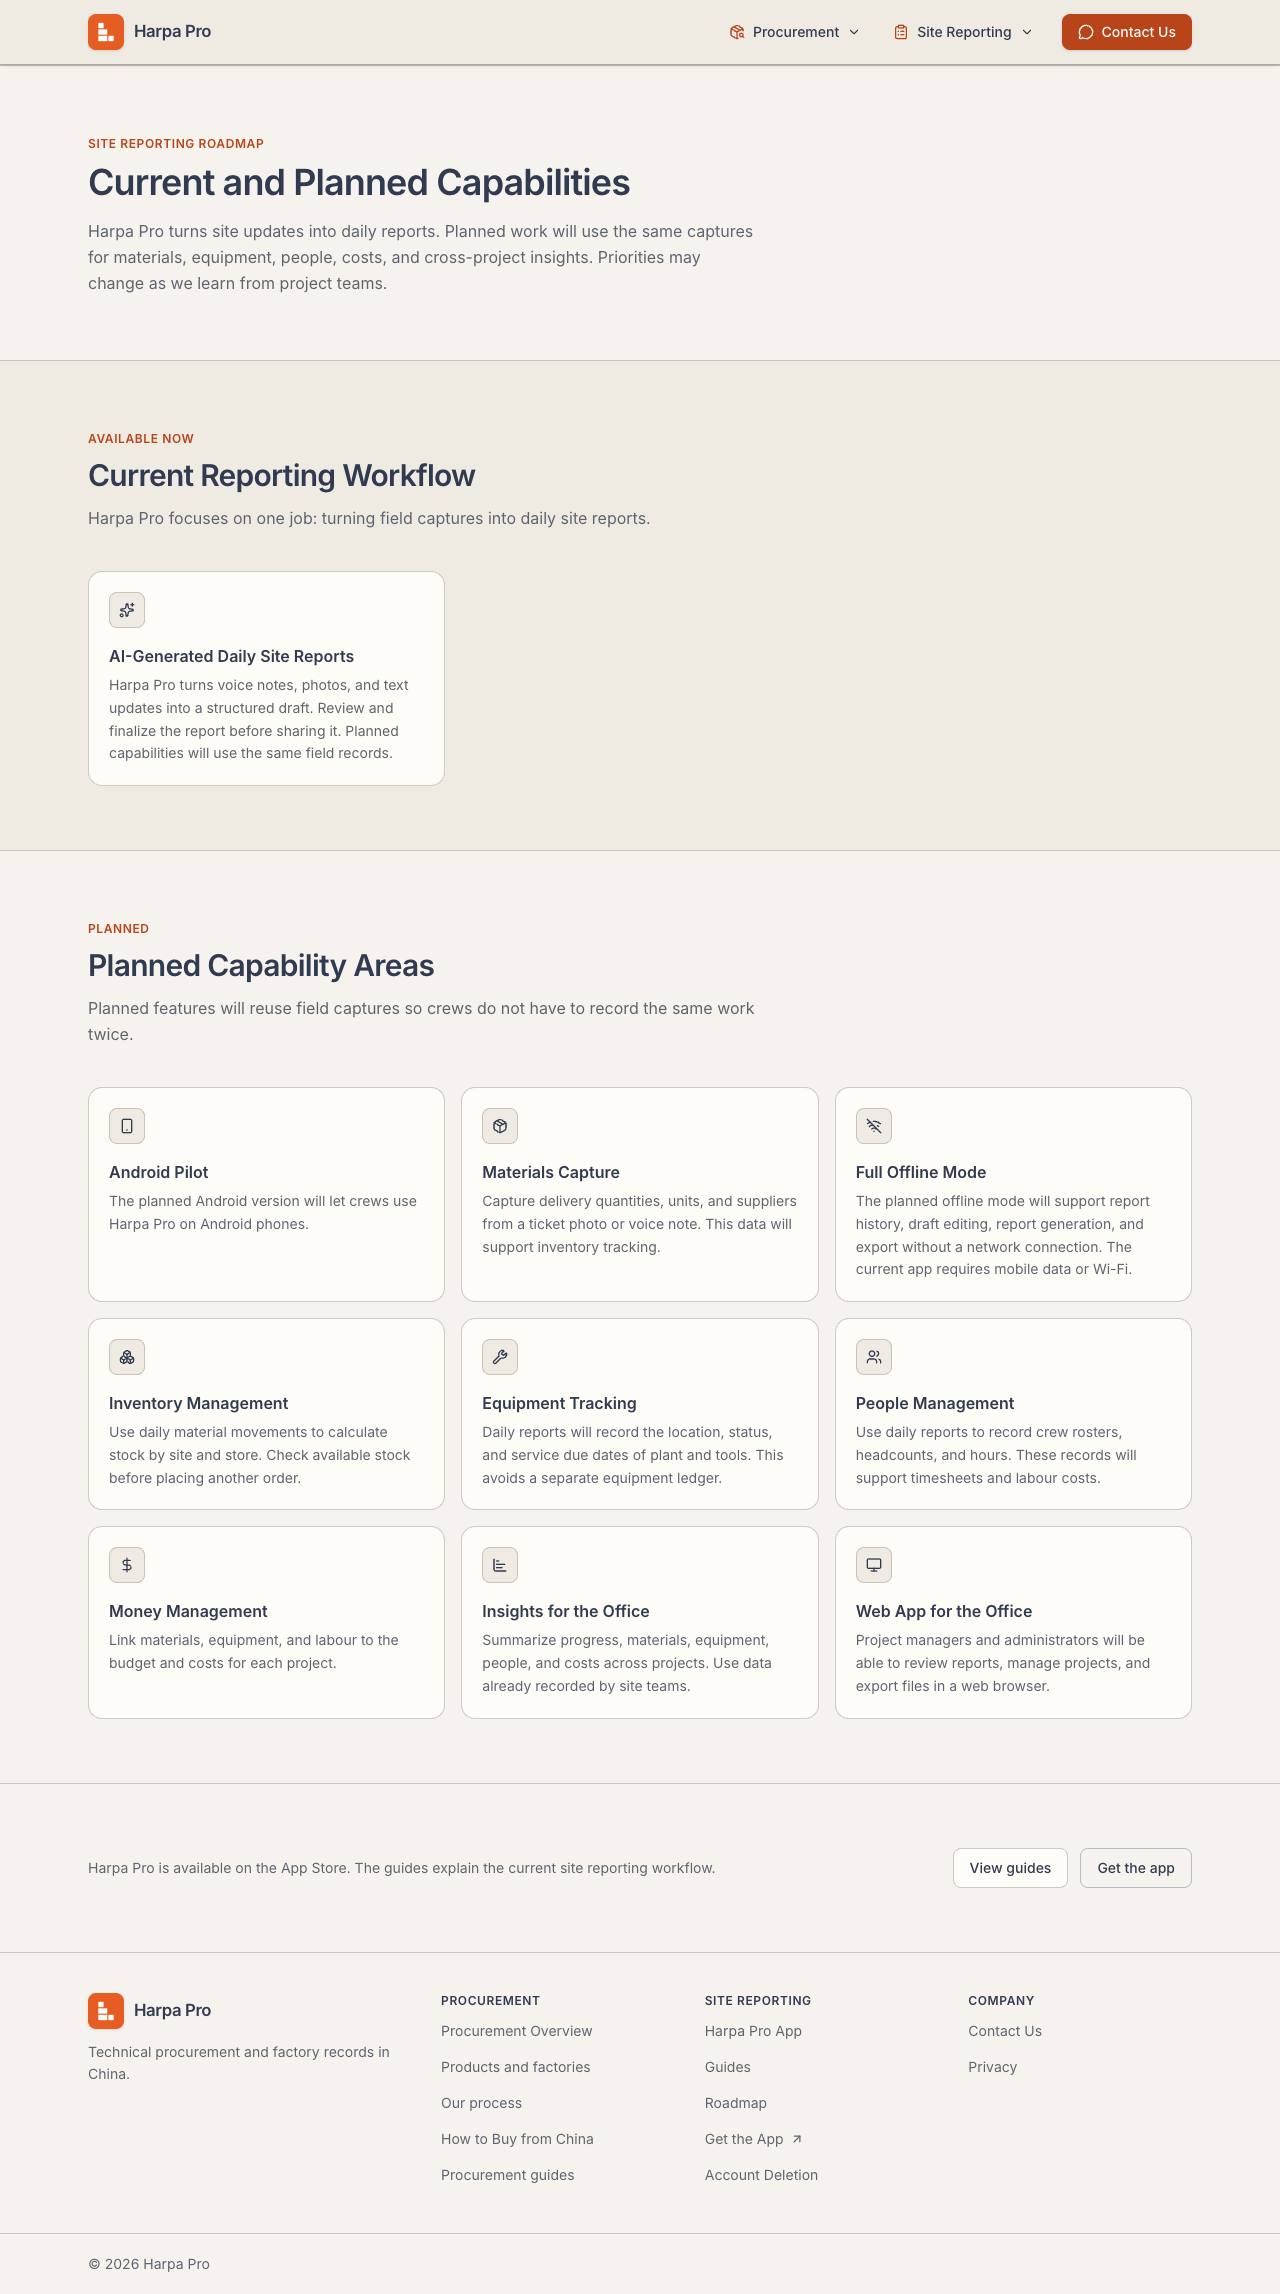 Harpa Pro
Procurement
Site Reporting
Contact Us
SITE REPORTING ROADMAP
Current and Planned Capabilities
Harpa Pro turns site updates into daily reports. Planned work will use the same captures
for materials, equipment, people, costs, and cross-project insights. Priorities may
change as we learn from project teams.
AVAILABLE NOW
Current Reporting Workflow
Harpa Pro focuses on one job: turning field captures into daily site reports.
AI-Generated Daily Site Reports
Harpa Pro turns voice notes, photos, and text
updates into a structured draft. Review and
finalize the report before sharing it. Planned
capabilities will use the same field records.
PLANNED
Planned Capability Areas
Planned features will reuse field captures so crews do not have to record the same work
twice.
Android Pilot
The planned Android version will let crews use
Harpa Pro on Android phones.
Materials Capture
Capture delivery quantities, units, and suppliers
from a ticket photo or voice note. This data will
support inventory tracking.
Full Offline Mode
The planned offline mode will support report
history, draft editing, report generation, and
export without a network connection. The
current app requires mobile data or Wi-Fi.
Inventory Management
Use daily material movements to calculate
stock by site and store. Check available stock
before placing another order.
Equipment Tracking
Daily reports will record the location, status,
and service due dates of plant and tools. This
avoids a separate equipment ledger.
People Management
Use daily reports to record crew rosters,
headcounts, and hours. These records will
support timesheets and labour costs.
Money Management
Link materials, equipment, and labour to the
budget and costs for each project.
Insights for the Office
Summarize progress, materials, equipment,
people, and costs across projects. Use data
already recorded by site teams.
Web App for the Office
Project managers and administrators will be
able to review reports, manage projects, and
export files in a web browser.
Harpa Pro is available on the App Store. The guides explain the current site reporting workflow.
View guides
Get the app
Harpa Pro
Technical procurement and factory records in
China.
PROCUREMENT
Procurement Overview
Products and factories
Our process
How to Buy from China
Procurement guides
SITE REPORTING
Harpa Pro App
Guides
Roadmap
Get the App
Account Deletion
COMPANY
Contact Us
Privacy
© 2026 Harpa Pro